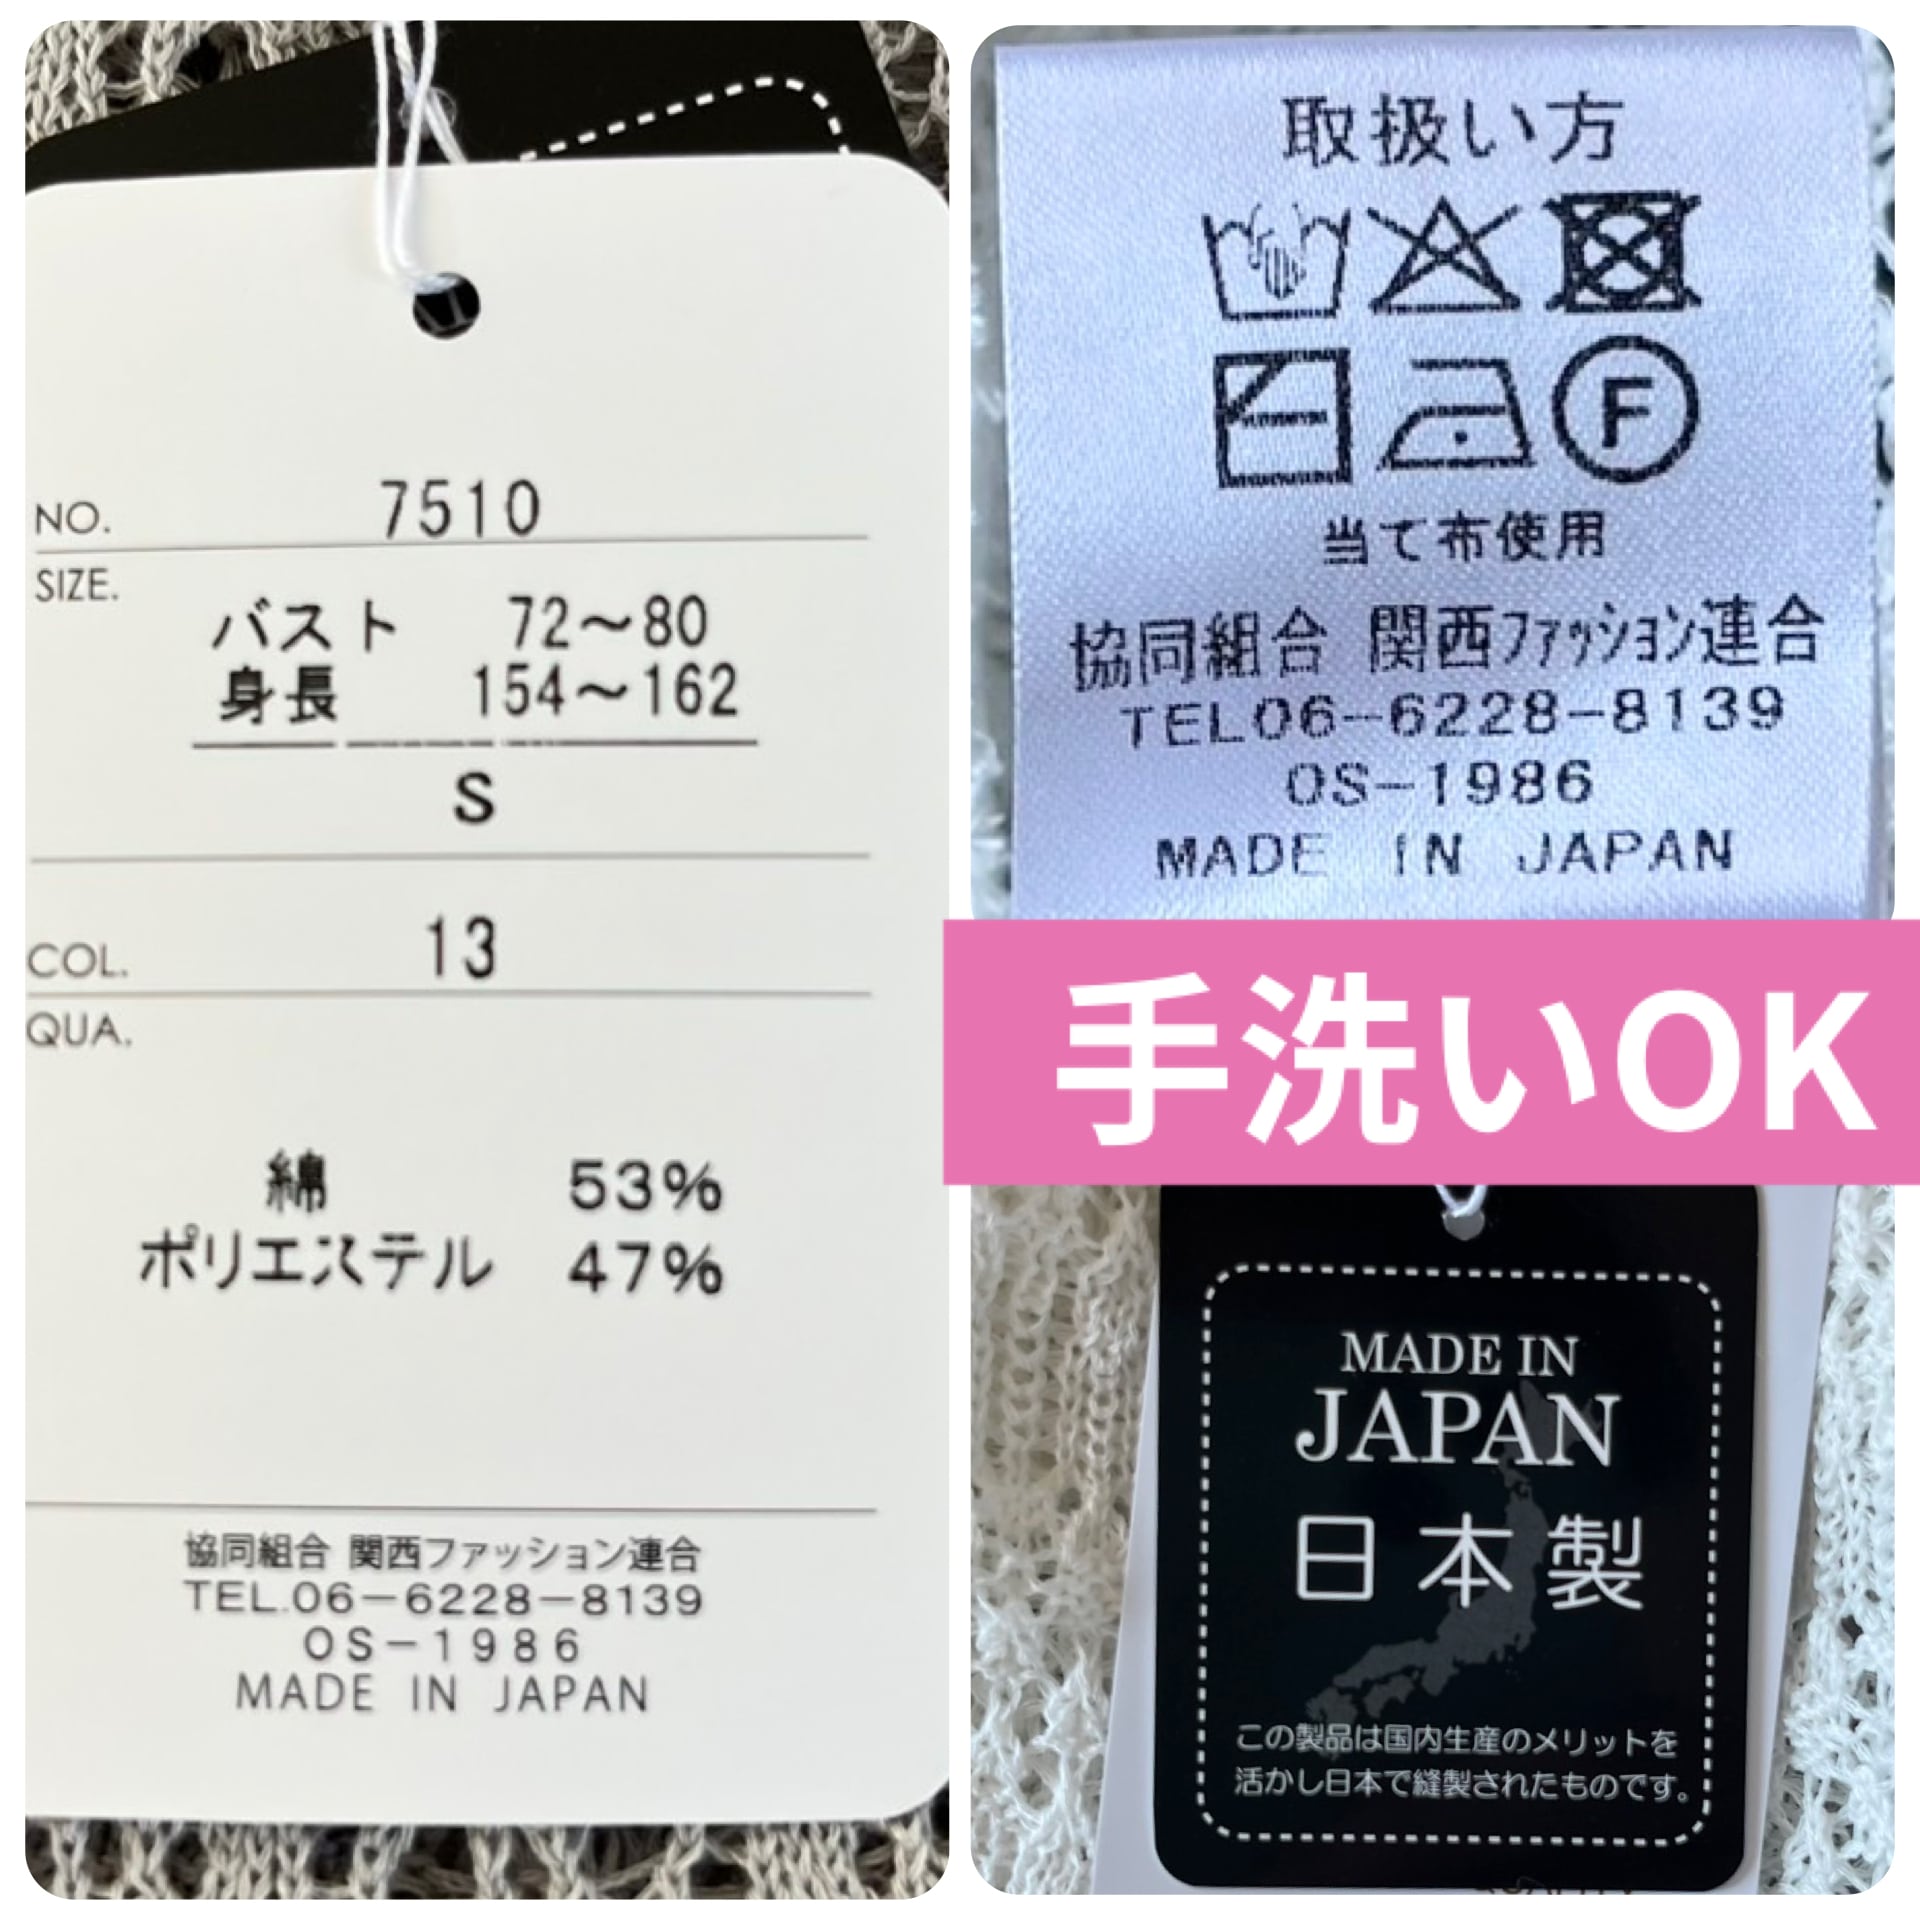 NO. 7510
SIZE.
バスト 72～80
身長 154～162
S
COL. 13
QUA.
綿 53%
ポリエステル 47%
協同組合 関西ファッション連合
TEL.06－6228－8139
OS－1986
MADE IN JAPAN
取扱い方
F
当て布使用
協同組合 関西ファッション連合
TEL06-6228-8139
OS-1986
MADE IN JAPAN
手洗いOK
MADE IN
JAPAN
日本製
この製品は国内生産のメリットを
活かし日本で縫製されたものです。